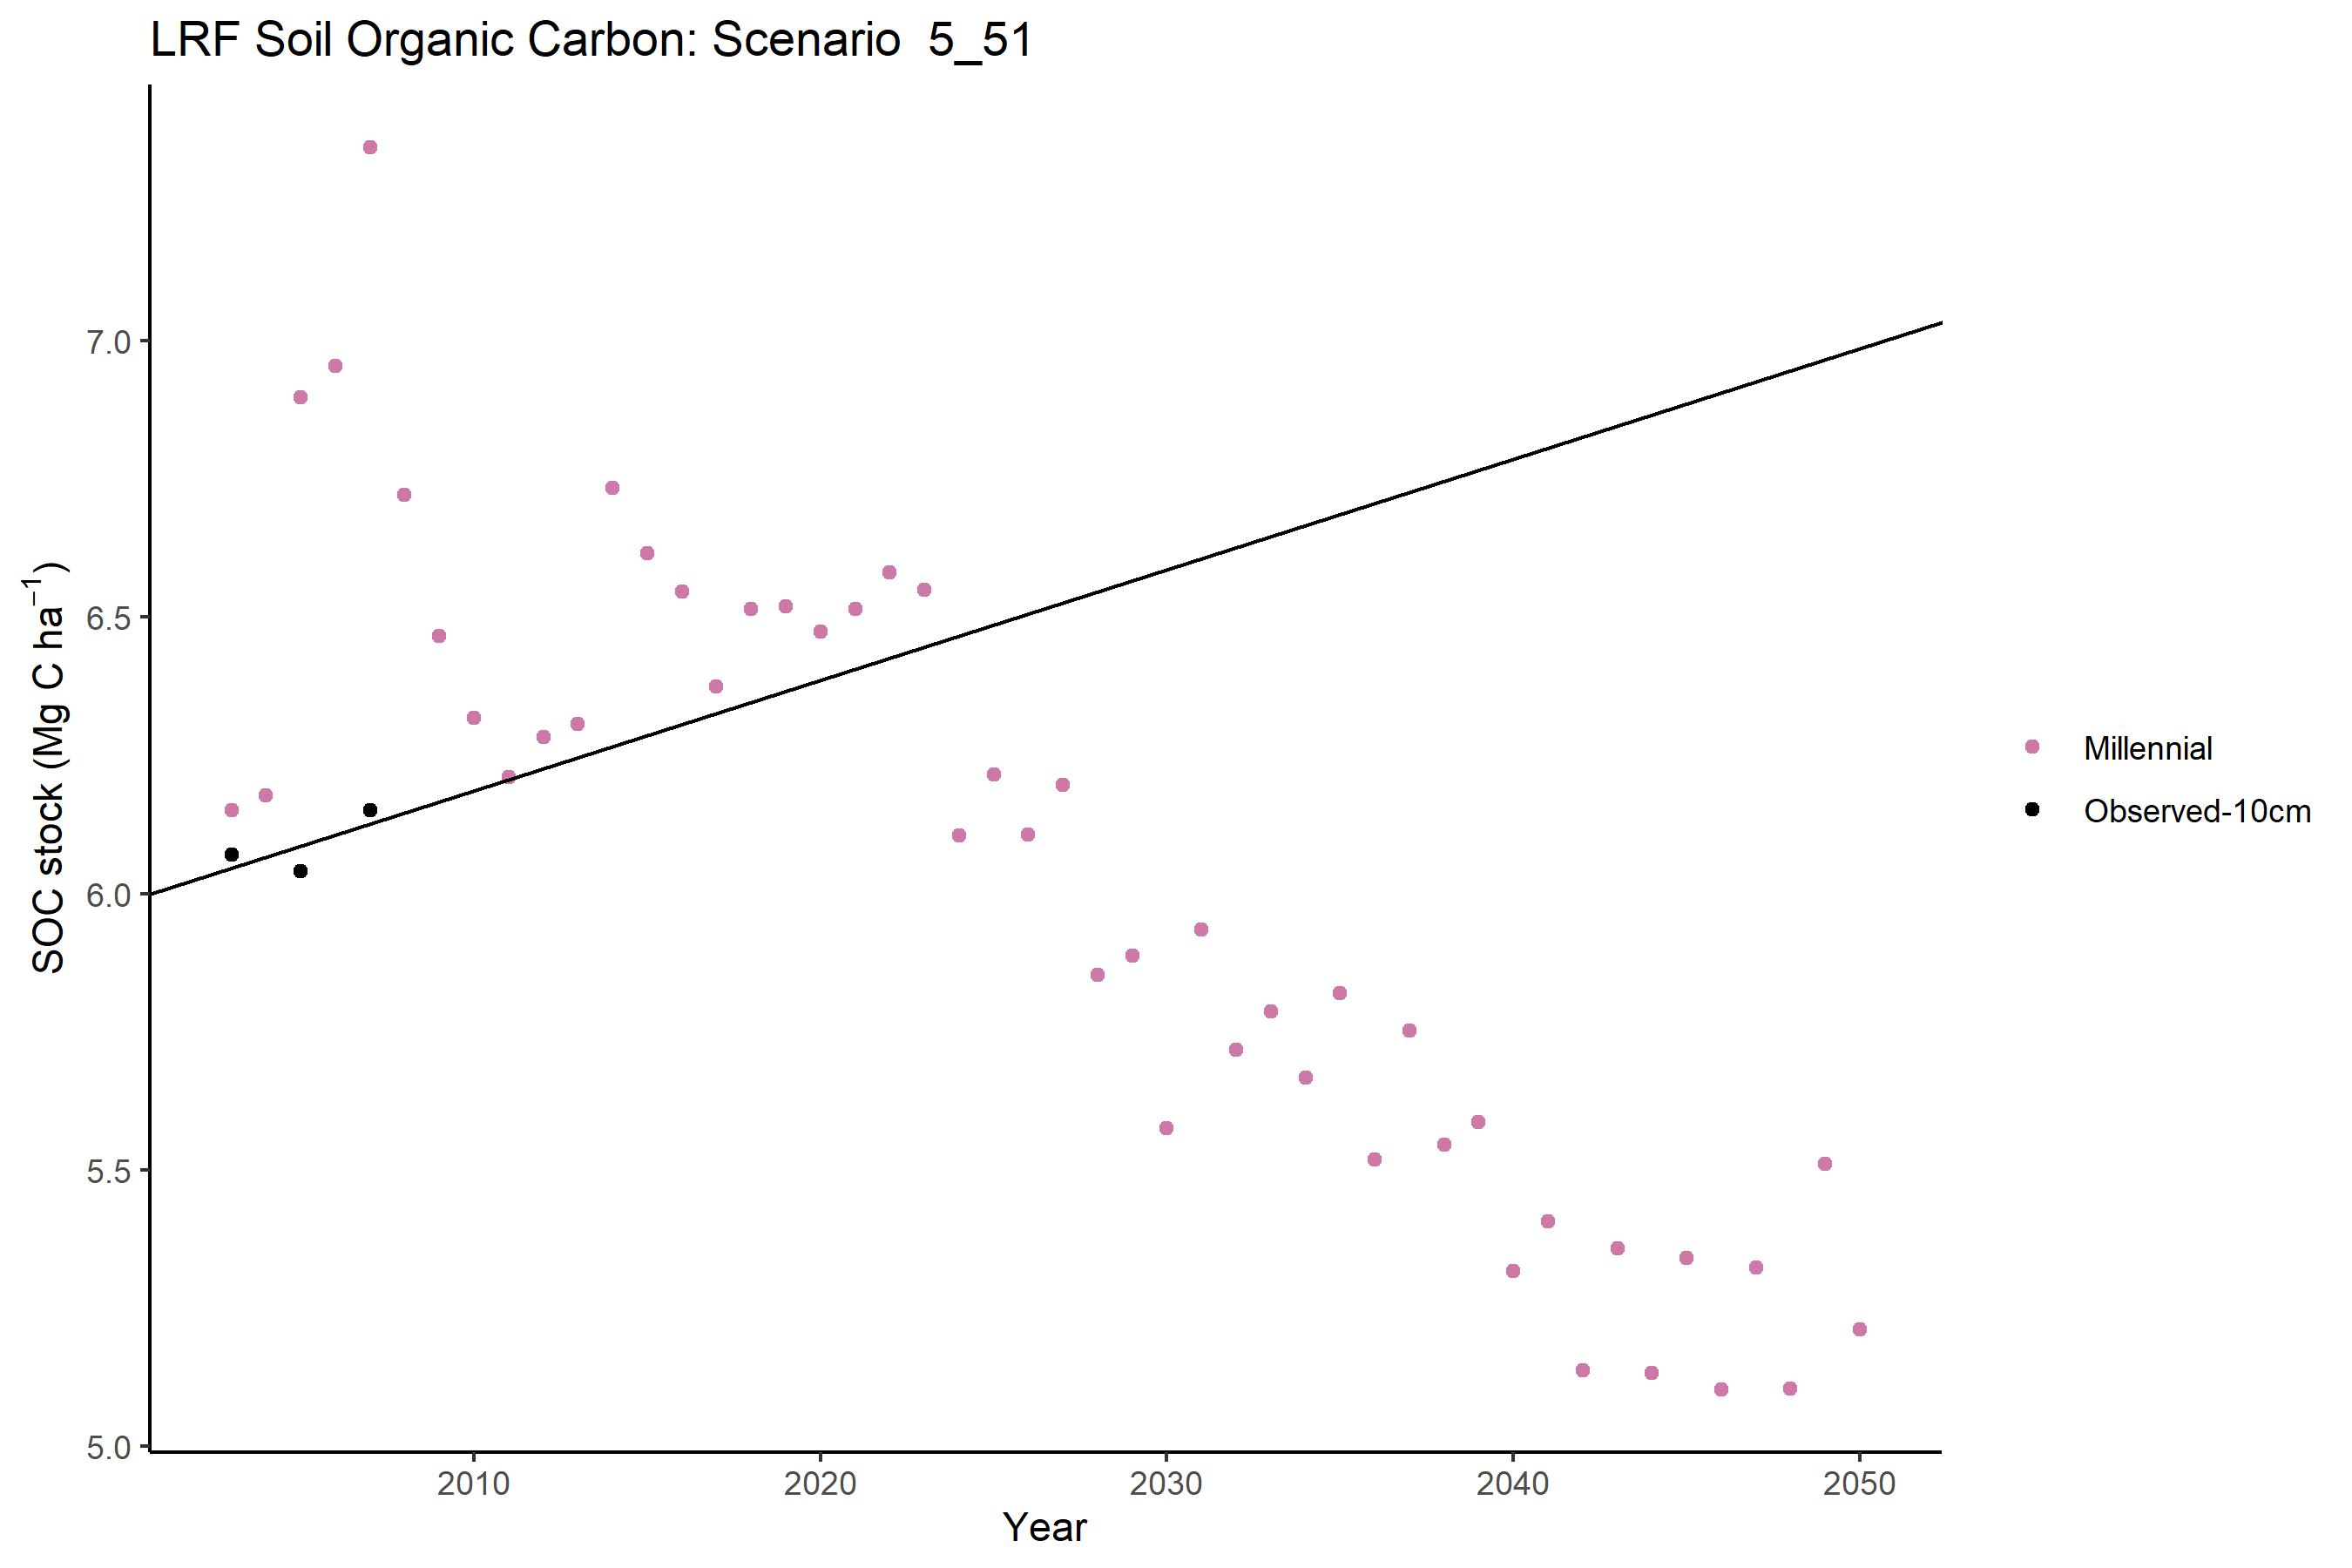 LRF Soil Organic Carbon: Scenario  5_51
SOC stock (Mg C ha⁻¹)
7.0
6.5
6.0
5.5
5.0
2010 2020 2030 2040 2050
Year
Millennial
Observed-10cm